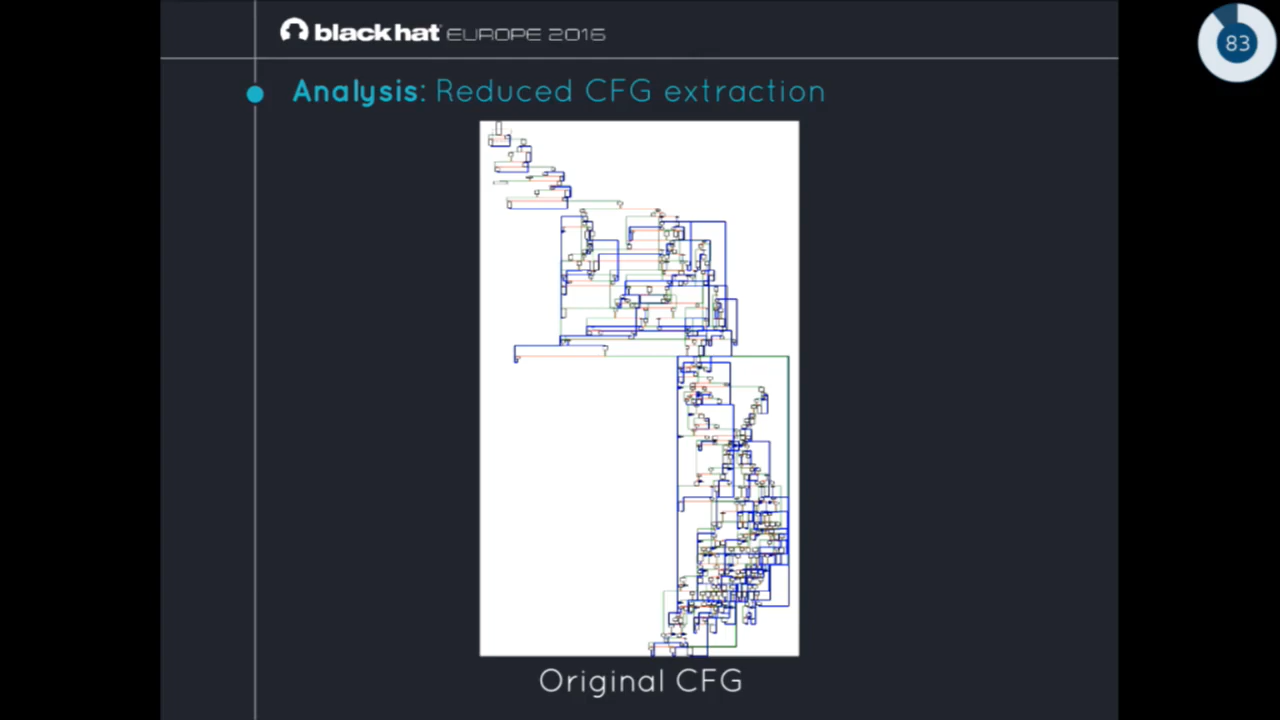 black hat EUROPE 2016
83
Analysis: Reduced CFG extraction
Original CFG